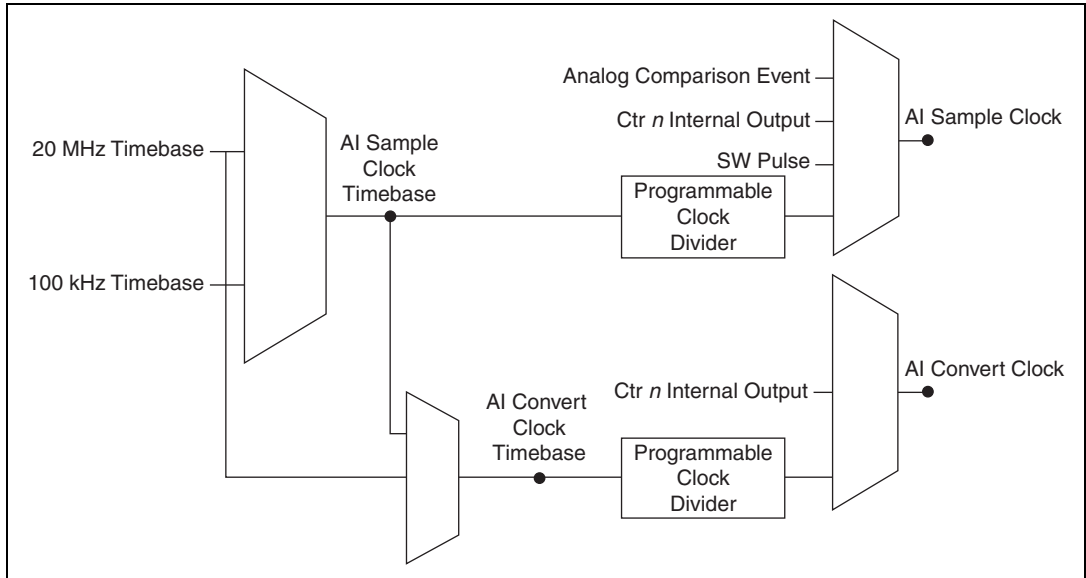 Analog Comparison Event
Ctr n Internal Output
SW Pulse
AI Sample Clock
20 MHz Timebase
AI Sample
Clock
Timebase
Programmable
Clock
Divider
100 kHz Timebase
AI Convert
Clock
Timebase
Ctr n Internal Output
Programmable
Clock
Divider
AI Convert Clock